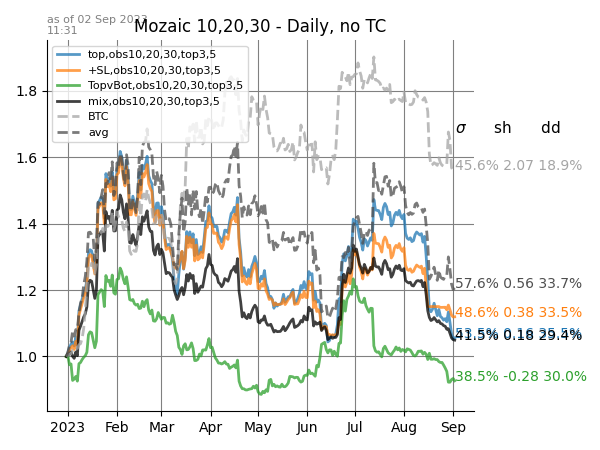 as of 02 Sep 2023
11:31
Mozaic 10,20,30 - Daily, no TC
top,obs10,20,30,top3,5
+SL,obs10,20,30,top3,5
TopvBot,obs10,20,30,top3,5
mix,obs10,20,30,top3,5
BTC
avg
σ sh dd
45.6% 2.07 18.9%
57.6% 0.56 33.7%
48.6% 0.38 33.5%
41.5% 0.18 29.4%
38.5% -0.28 30.0%
1.8
1.6
1.4
1.2
1.0
2023 Feb Mar Apr May Jun Jul Aug Sep